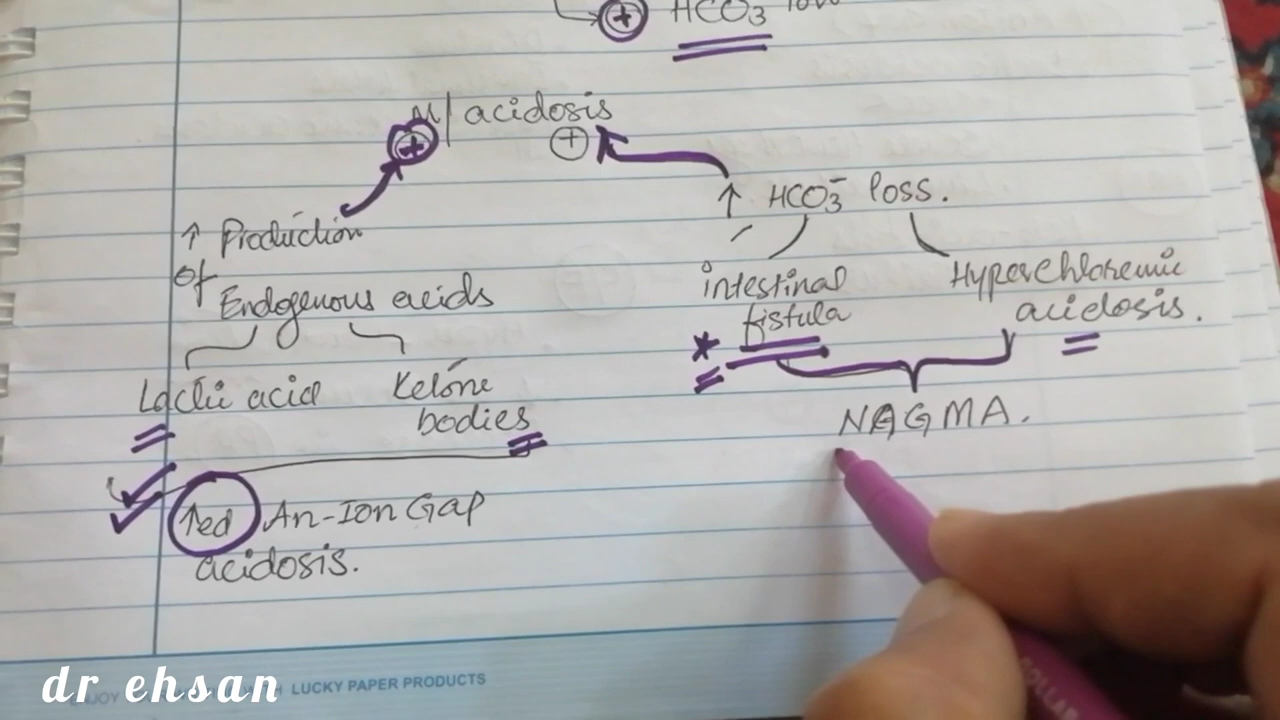 HCO3
M/ acidosis
↑ Production
of
Endogenous acids
Lactic acid
Ketone
bodies
↑ed An-Ion Gap
acidosis.
↑ HCO3⁻ loss.
intestinal
fistula
Hyperchloremic
acidosis.
NAGMA.
dr ehsan
LUCKY PAPER PRODUCTS